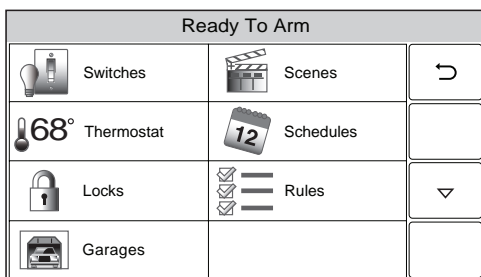 Ready To Arm
Switches
Scenes
68° Thermostat
12 Schedules
Locks
Rules
Garages